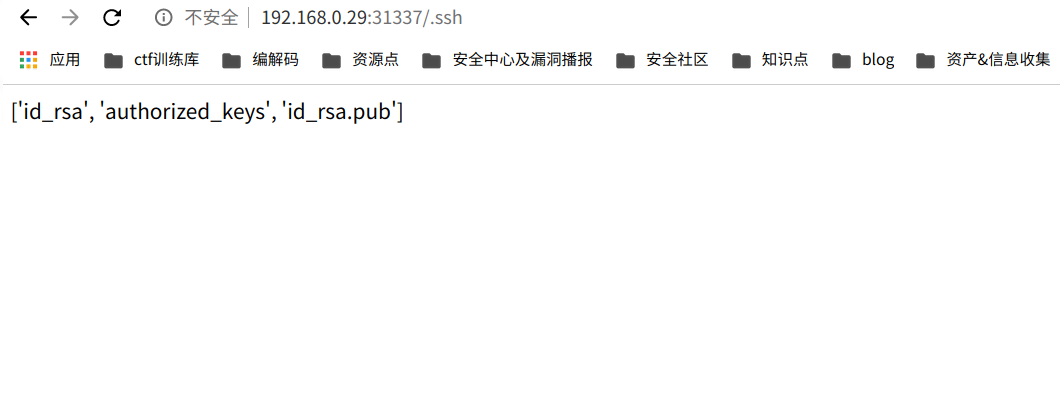 不安全 192.168.0.29:31337/.ssh
应用 ctf训练库 编解码 资源点 安全中心及漏洞播报 安全社区 知识点 blog 资产&信息收集
['id_rsa', 'authorized_keys', 'id_rsa.pub']